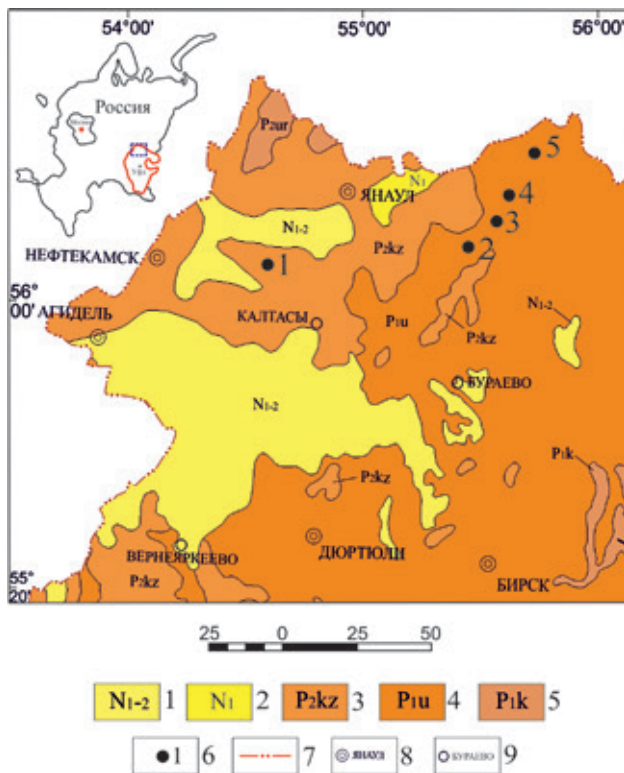 54°00' 55°00' 56°00'
Россия
Москва
Уфа
P2ur
5
N1
ЯНАУЛ
4
N1-2
3
НЕФТЕКАМСК
P2kz
2
1
56°00'
АГИДЕЛЬ
КАЛТАСЫ
P1u
P2kz
N1-2
БУРАЕВО
N1-2
P1k
P2kz
ВЕРНЕЯРКЕЕВО
ДЮРТЮЛИ
P2kz
БИРСК
55°20'
25 0 25 50
N1-2 1 N1 2 P2kz 3 P1u 4 P1k 5
1 6 7 ЯНАУЛ 8 БУРАЕВО 9